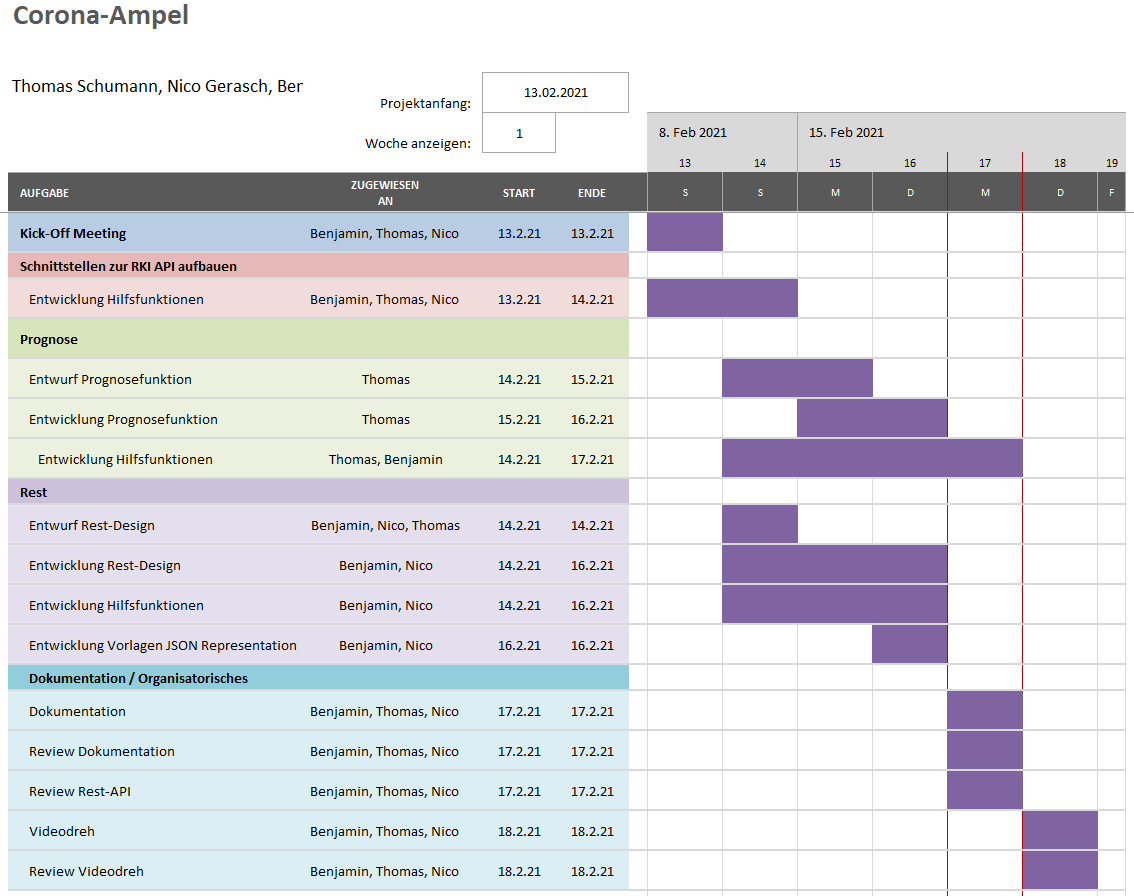 Corona-Ampel
Thomas Schumann, Nico Gerasch, Ber
Projektanfang: 13.02.2021
Woche anzeigen: 1
8. Feb 2021 15. Feb 2021
13 14 15 16 17 18 19
AUFGABE ZUGEWIESEN AN START ENDE S S M D M D F
Kick-Off Meeting Benjamin, Thomas, Nico 13.2.21 13.2.21
Schnittstellen zur RKI API aufbauen
Entwicklung Hilfsfunktionen Benjamin, Thomas, Nico 13.2.21 14.2.21
Prognose
Entwurf Prognosefunktion Thomas 14.2.21 15.2.21
Entwicklung Prognosefunktion Thomas 15.2.21 16.2.21
Entwicklung Hilfsfunktionen Thomas, Benjamin 14.2.21 17.2.21
Rest
Entwurf Rest-Design Benjamin, Nico, Thomas 14.2.21 14.2.21
Entwicklung Rest-Design Benjamin, Nico 14.2.21 16.2.21
Entwicklung Hilfsfunktionen Benjamin, Nico 14.2.21 16.2.21
Entwicklung Vorlagen JSON Representation Benjamin, Nico 16.2.21 16.2.21
Dokumentation / Organisatorisches
Dokumentation Benjamin, Thomas, Nico 17.2.21 17.2.21
Review Dokumentation Benjamin, Thomas, Nico 17.2.21 17.2.21
Review Rest-API Benjamin, Thomas, Nico 17.2.21 17.2.21
Videodreh Benjamin, Thomas, Nico 18.2.21 18.2.21
Review Videodreh Benjamin, Thomas, Nico 18.2.21 18.2.21